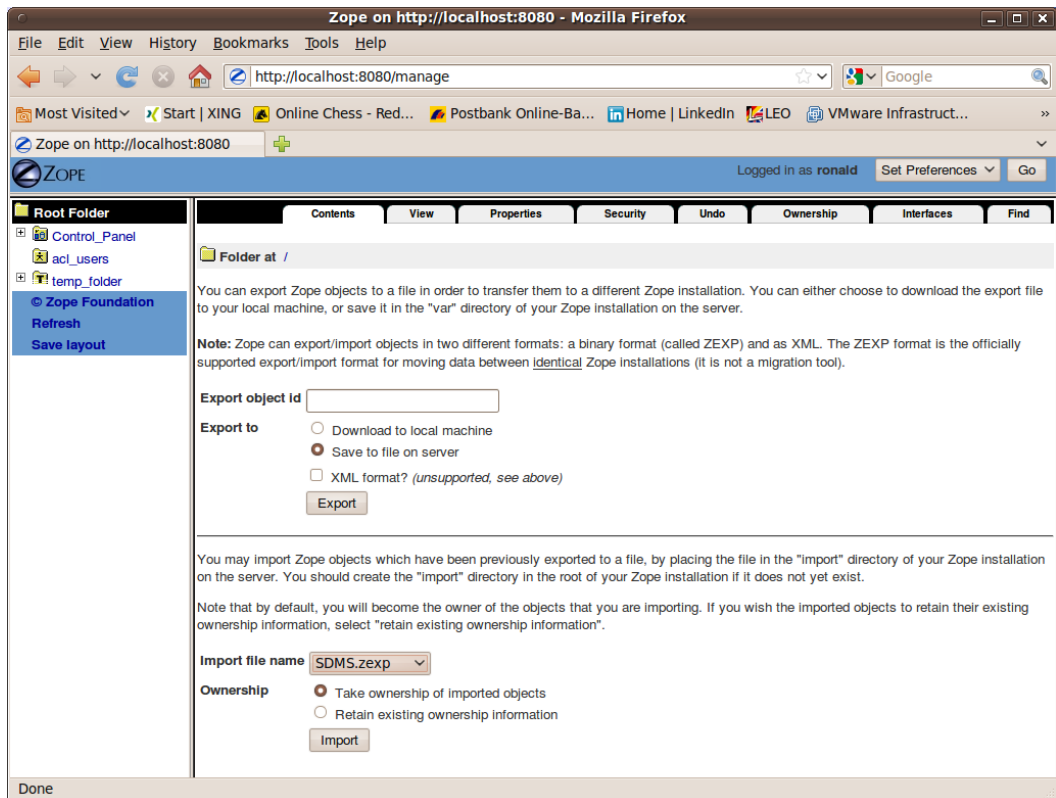 Zope on http://localhost:8080 - Mozilla Firefox
File Edit View History Bookmarks Tools Help
http://localhost:8080/manage Google
Most Visited Start | XING Online Chess - Red... Postbank Online-Ba... Home | LinkedIn LEO VMware Infrastruct... »
Zope on http://localhost:8080
ZOPE Logged in as ronald Set Preferences Go
Root Folder
Control_Panel
acl_users
temp_folder
© Zope Foundation
Refresh
Save layout
Contents View Properties Security Undo Ownership Interfaces Find
Folder at /
You can export Zope objects to a file in order to transfer them to a different Zope installation. You can either choose to download the export file
to your local machine, or save it in the "var" directory of your Zope installation on the server.
Note: Zope can export/import objects in two different formats: a binary format (called ZEXP) and as XML. The ZEXP format is the officially
supported export/import format for moving data between identical Zope installations (it is not a migration tool).
Export object id
Export to Download to local machine
Save to file on server
XML format? (unsupported, see above)
Export
You may import Zope objects which have been previously exported to a file, by placing the file in the "import" directory of your Zope installation
on the server. You should create the "import" directory in the root of your Zope installation if it does not yet exist.
Note that by default, you will become the owner of the objects that you are importing. If you wish the imported objects to retain their existing
ownership information, select "retain existing ownership information".
Import file name SDMS.zexp
Ownership Take ownership of imported objects
Retain existing ownership information
Import
Done